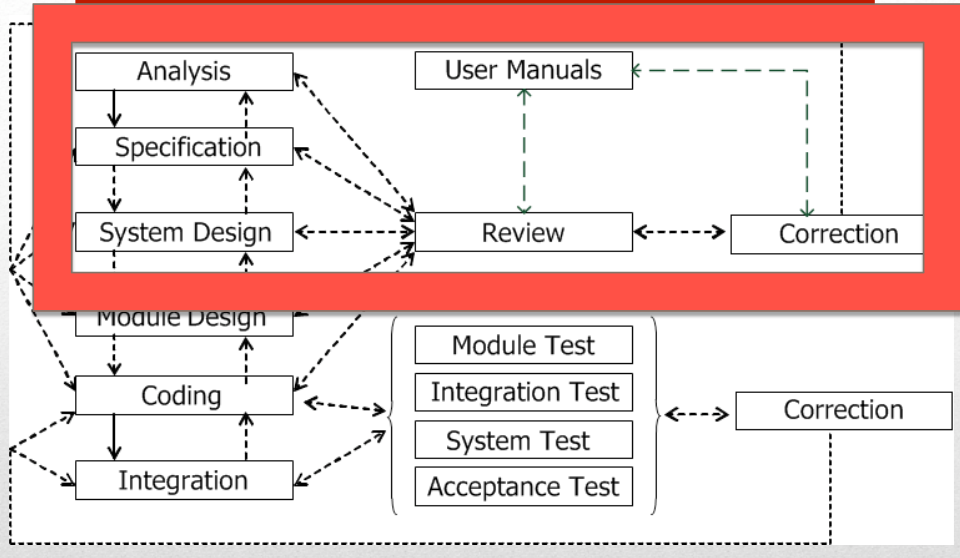 Analysis
User Manuals
Specification
System Design
Review
Correction
Module Design
Module Test
Coding
Integration Test
Correction
System Test
Integration
Acceptance Test